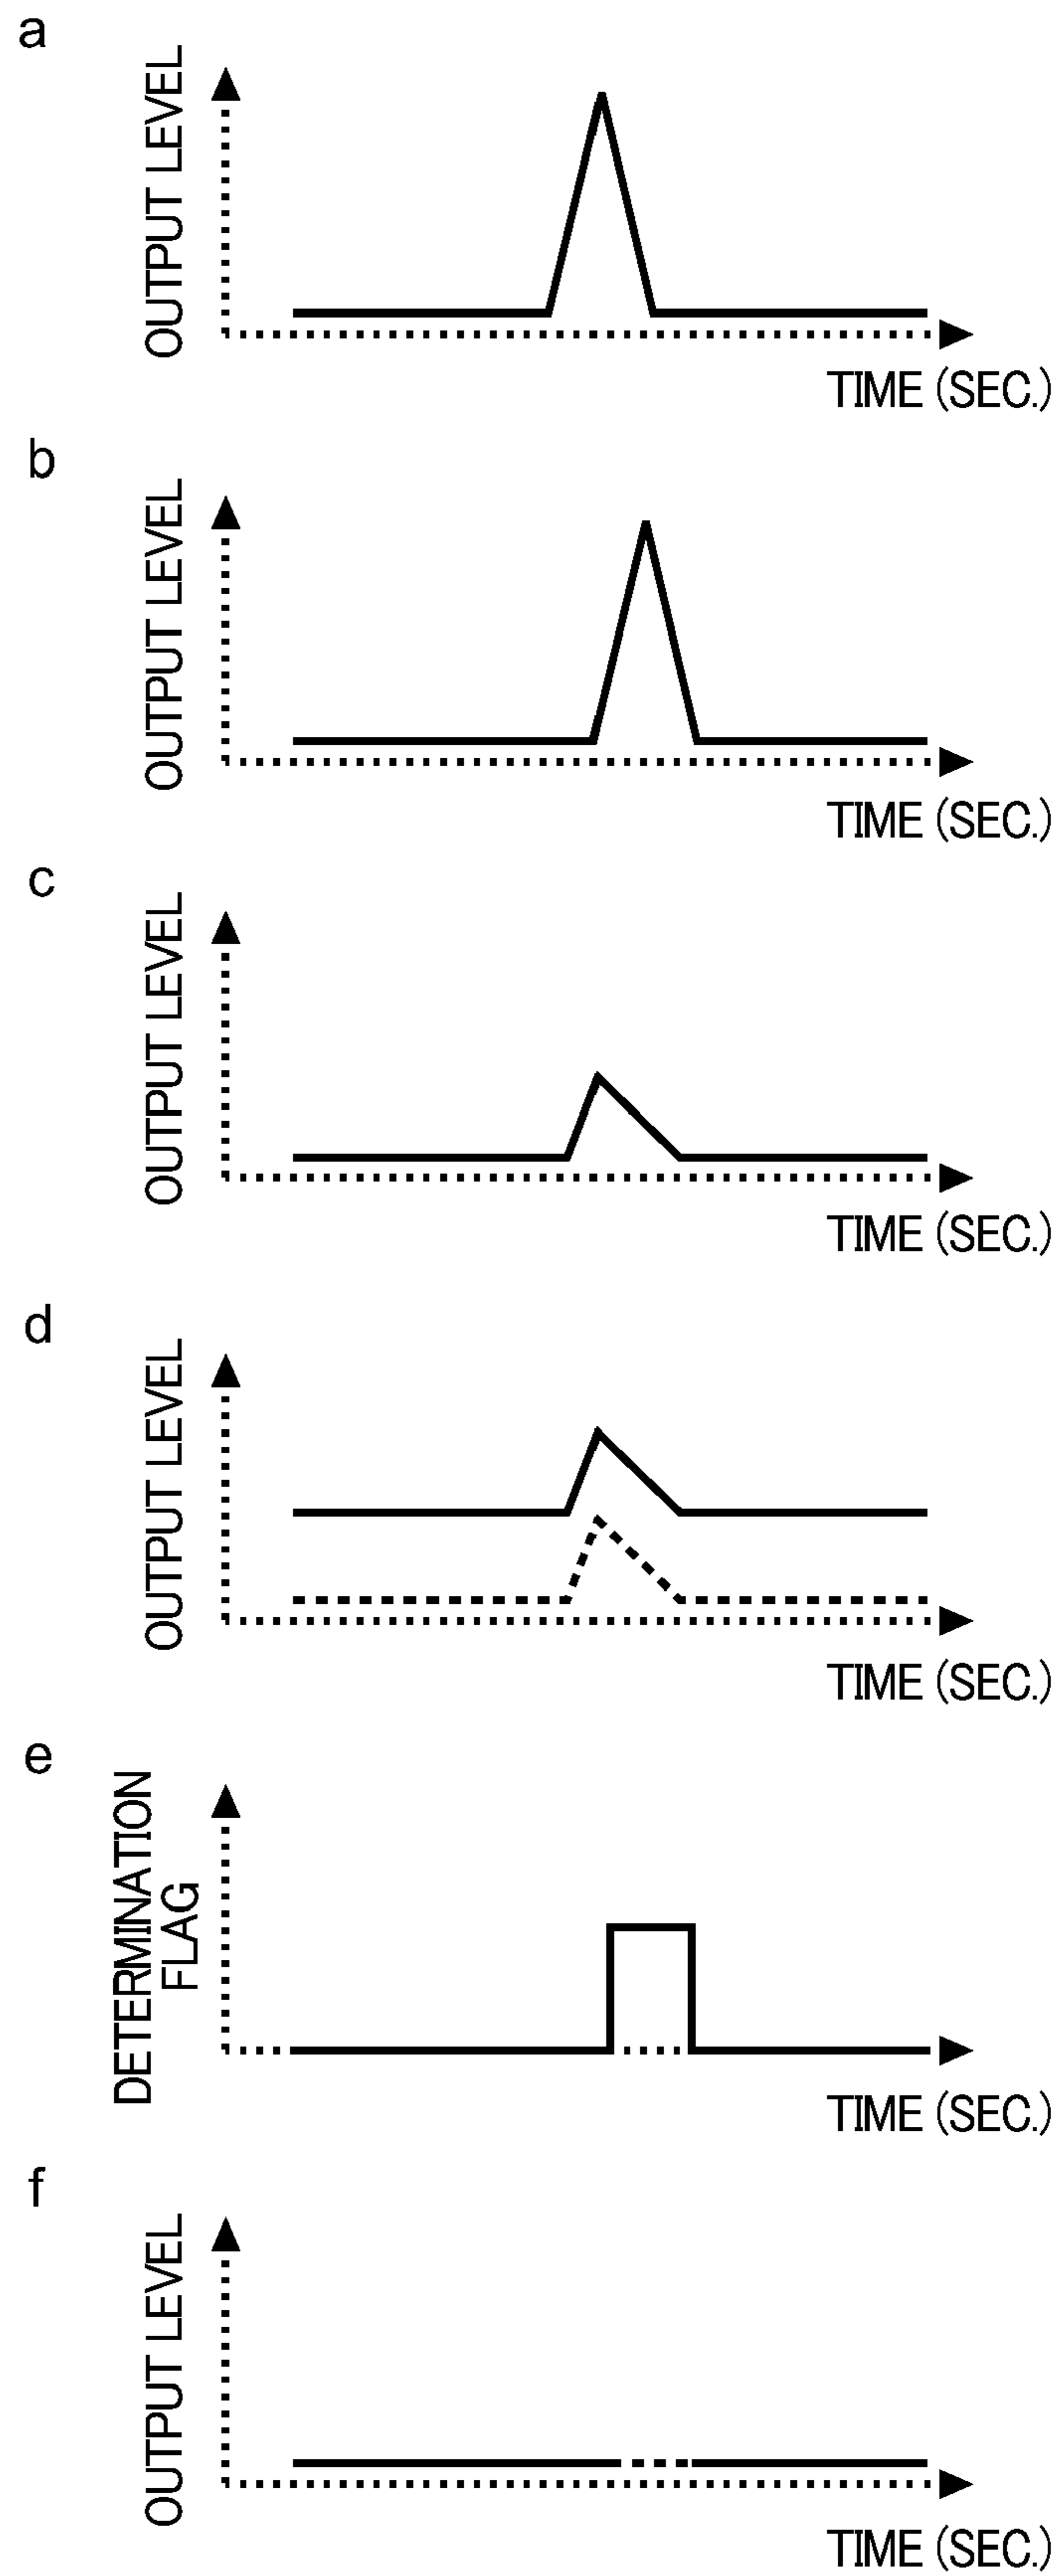 a
OUTPUT LEVEL
TIME (SEC.)
b
OUTPUT LEVEL
TIME (SEC.)
c
OUTPUT LEVEL
TIME (SEC.)
d
OUTPUT LEVEL
TIME (SEC.)
e
DETERMINATION
FLAG
TIME (SEC.)
f
OUTPUT LEVEL
TIME (SEC.)